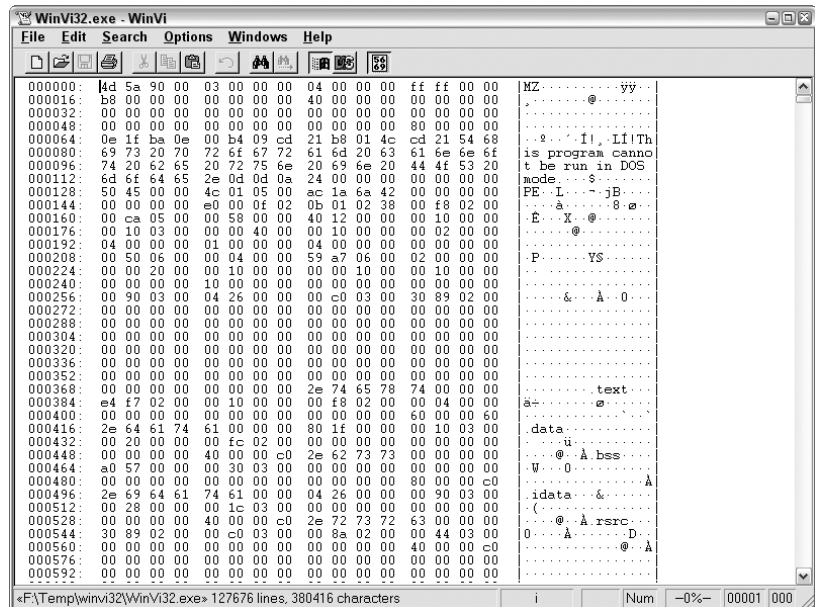 WinVi32.exe - WinVi
File Edit Search Options Windows Help
000000: 4d 5a 90 00 03 00 00 00 04 00 00 00 ff ff 00 00 |MZ··········ÿÿ··|
000016: b8 00 00 00 00 00 00 00 40 00 00 00 00 00 00 00 |¸·······@·······|
000032: 00 00 00 00 00 00 00 00 00 00 00 00 00 00 00 00 |················|
000048: 00 00 00 00 00 00 00 00 00 00 00 00 80 00 00 00 |················|
000064: 0e 1f ba 0e 00 b4 09 cd 21 b8 01 4c cd 21 54 68 |··º··´·Í!¸·LÍ!Th|
000080: 69 73 20 70 72 6f 67 72 61 6d 20 63 61 6e 6e 6f |is program canno|
000096: 74 20 62 65 20 72 75 6e 20 69 6e 20 44 4f 53 20 |t be run in DOS |
000112: 6d 6f 64 65 2e 0d 0d 0a 24 00 00 00 00 00 00 00 |mode.···$·······|
000128: 50 45 00 00 4c 01 05 00 ac 1a 6a 42 00 00 00 00 |PE··L···¬·jB····|
000144: 00 00 00 00 e0 00 0f 02 0b 01 02 38 00 f8 02 00 |····à······8·ø··|
000160: 00 ca 05 00 00 58 00 00 40 12 00 00 00 10 00 00 |·Ê···X··@·······|
000176: 00 10 03 00 00 00 40 00 00 10 00 00 00 02 00 00 |······@·········|
000192: 04 00 00 00 01 00 00 00 04 00 00 00 00 00 00 00 |················|
000208: 00 50 06 00 00 04 00 00 59 a7 06 00 02 00 00 00 |·P······Y§······|
000224: 00 00 20 00 00 10 00 00 00 00 10 00 00 10 00 00 |·· ·············|
000240: 00 00 00 00 10 00 00 00 00 00 00 00 00 00 00 00 |················|
000256: 00 90 03 00 04 26 00 00 00 c0 03 00 30 89 02 00 |·····&···À··0···|
000272: 00 00 00 00 00 00 00 00 00 00 00 00 00 00 00 00 |················|
000288: 00 00 00 00 00 00 00 00 00 00 00 00 00 00 00 00 |················|
000304: 00 00 00 00 00 00 00 00 00 00 00 00 00 00 00 00 |················|
000320: 00 00 00 00 00 00 00 00 00 00 00 00 00 00 00 00 |················|
000336: 00 00 00 00 00 00 00 00 00 00 00 00 00 00 00 00 |················|
000352: 00 00 00 00 00 00 00 00 00 00 00 00 00 00 00 00 |················|
000368: 00 00 00 00 00 00 00 00 2e 74 65 78 74 00 00 00 |········.text···|
000384: e4 f7 02 00 00 10 00 00 00 f8 02 00 00 04 00 00 |ä÷·······ø······|
000400: 00 00 00 00 00 00 00 00 00 00 00 00 60 00 00 60 |············`··`|
000416: 2e 64 61 74 61 00 00 00 80 1f 00 00 00 10 03 00 |.data···········|
000432: 00 20 00 00 00 fc 02 00 00 00 00 00 00 00 00 00 |· ···ü··········|
000448: 00 00 00 00 40 00 00 c0 2e 62 73 73 00 00 00 00 |····@··À.bss····|
000464: a0 57 00 00 00 30 03 00 00 00 00 00 00 00 00 00 |·W···0··········|
000480: 00 00 00 00 00 00 00 00 00 00 00 00 80 00 00 c0 |···············À|
000496: 2e 69 64 61 74 61 00 00 04 26 00 00 00 90 03 00 |.idata···&······|
000512: 00 28 00 00 00 1c 03 00 00 00 00 00 00 00 00 00 |·(··············|
000528: 00 00 00 00 40 00 00 c0 2e 72 73 72 63 00 00 00 |····@··À.rsrc···|
000544: 30 89 02 00 00 c0 03 00 00 8a 02 00 00 44 03 00 |0····À·······D··|
000560: 00 00 00 00 00 00 00 00 00 00 00 00 40 00 00 c0 |············@··À|
000576: 00 00 00 00 00 00 00 00 00 00 00 00 00 00 00 00 |················|
000592: 00 00 00 00 00 00 00 00 00 00 00 00 00 00 00 00 |················|
«F:\Temp\winvi32\WinVi32.exe» 127676 lines, 380416 characters i Num --0%-- 00001 000